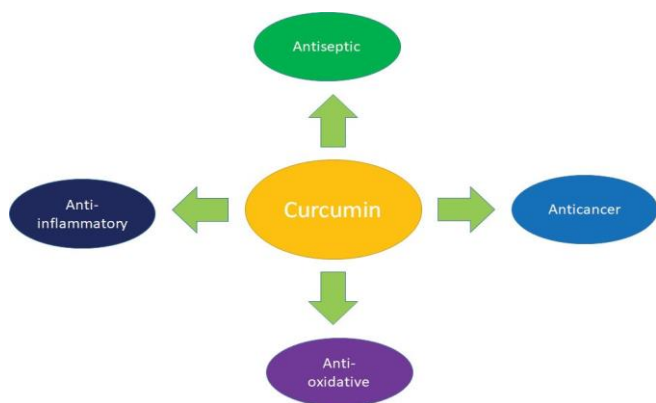 Antiseptic
Anti-
inflammatory
Curcumin
Anticancer
Anti-
oxidative